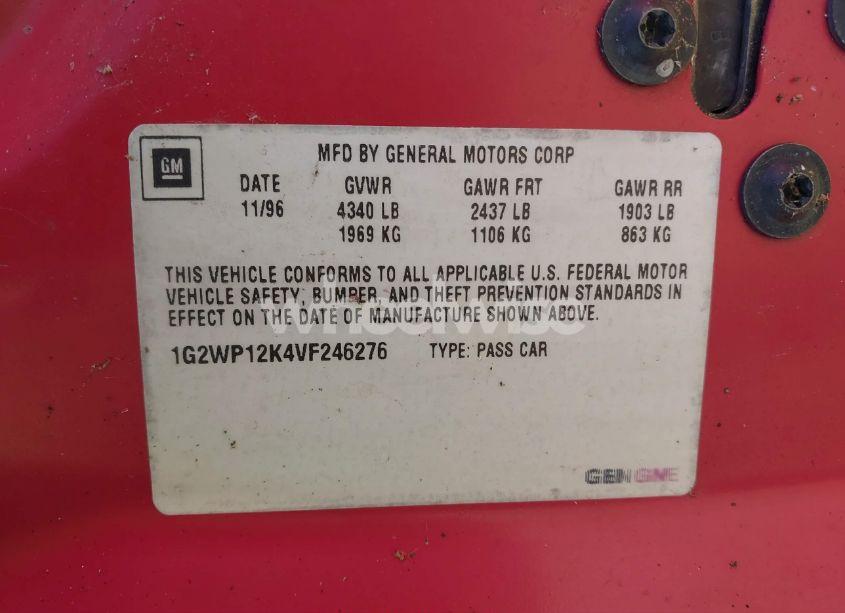 GM
MFD BY GENERAL MOTORS CORP
DATE GVWR GAWR FRT GAWR RR
11/96 4340 LB 2437 LB 1903 LB
1969 KG 1106 KG 863 KG
THIS VEHICLE CONFORMS TO ALL APPLICABLE U.S. FEDERAL MOTOR
VEHICLE SAFETY, BUMPER, AND THEFT PREVENTION STANDARDS IN
EFFECT ON THE DATE OF MANUFACTURE SHOWN ABOVE.
wheelwise
1G2WP12K4VF246276 TYPE: PASS CAR